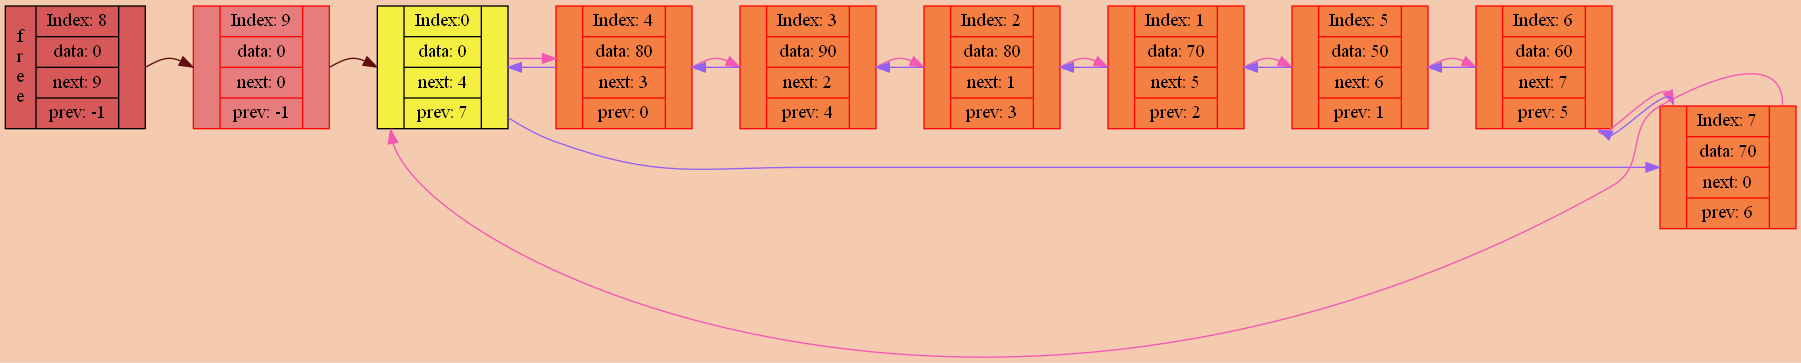 f
r
e
e
Index: 8
data: 0
next: 9
prev: -1
Index: 9
data: 0
next: 0
prev: -1
Index:0
data: 0
next: 4
prev: 7
Index: 4
data: 80
next: 3
prev: 0
Index: 3
data: 90
next: 2
prev: 4
Index: 2
data: 80
next: 1
prev: 3
Index: 1
data: 70
next: 5
prev: 2
Index: 5
data: 50
next: 6
prev: 1
Index: 6
data: 60
next: 7
prev: 5
Index: 7
data: 70
next: 0
prev: 6